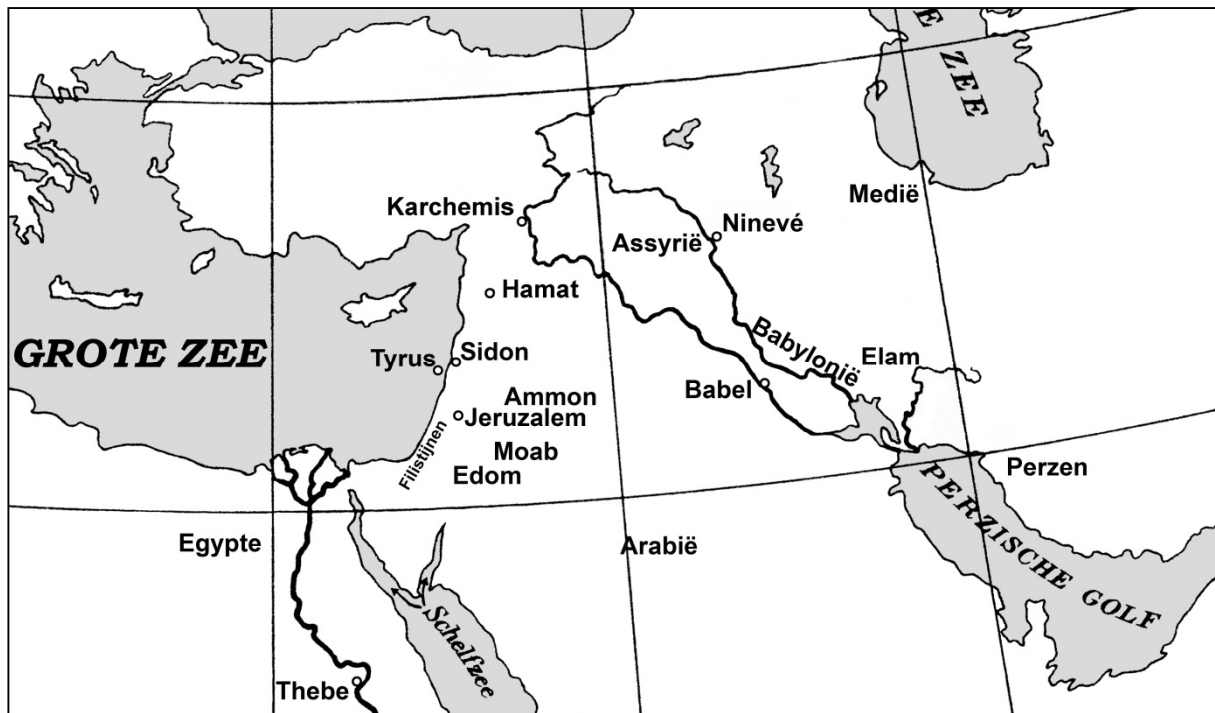 E
ZEE
Medië
Karchemis
Ninevé
Assyrië
Hamat
GROTE ZEE
Tyrus
Sidon
Babylonië
Elam
Babel
Ammon
Jeruzalem
Filistijnen
Moab
Edom
Perzen
PERZISCHE GOLF
Egypte
Arabië
Schelfzee
Thebe